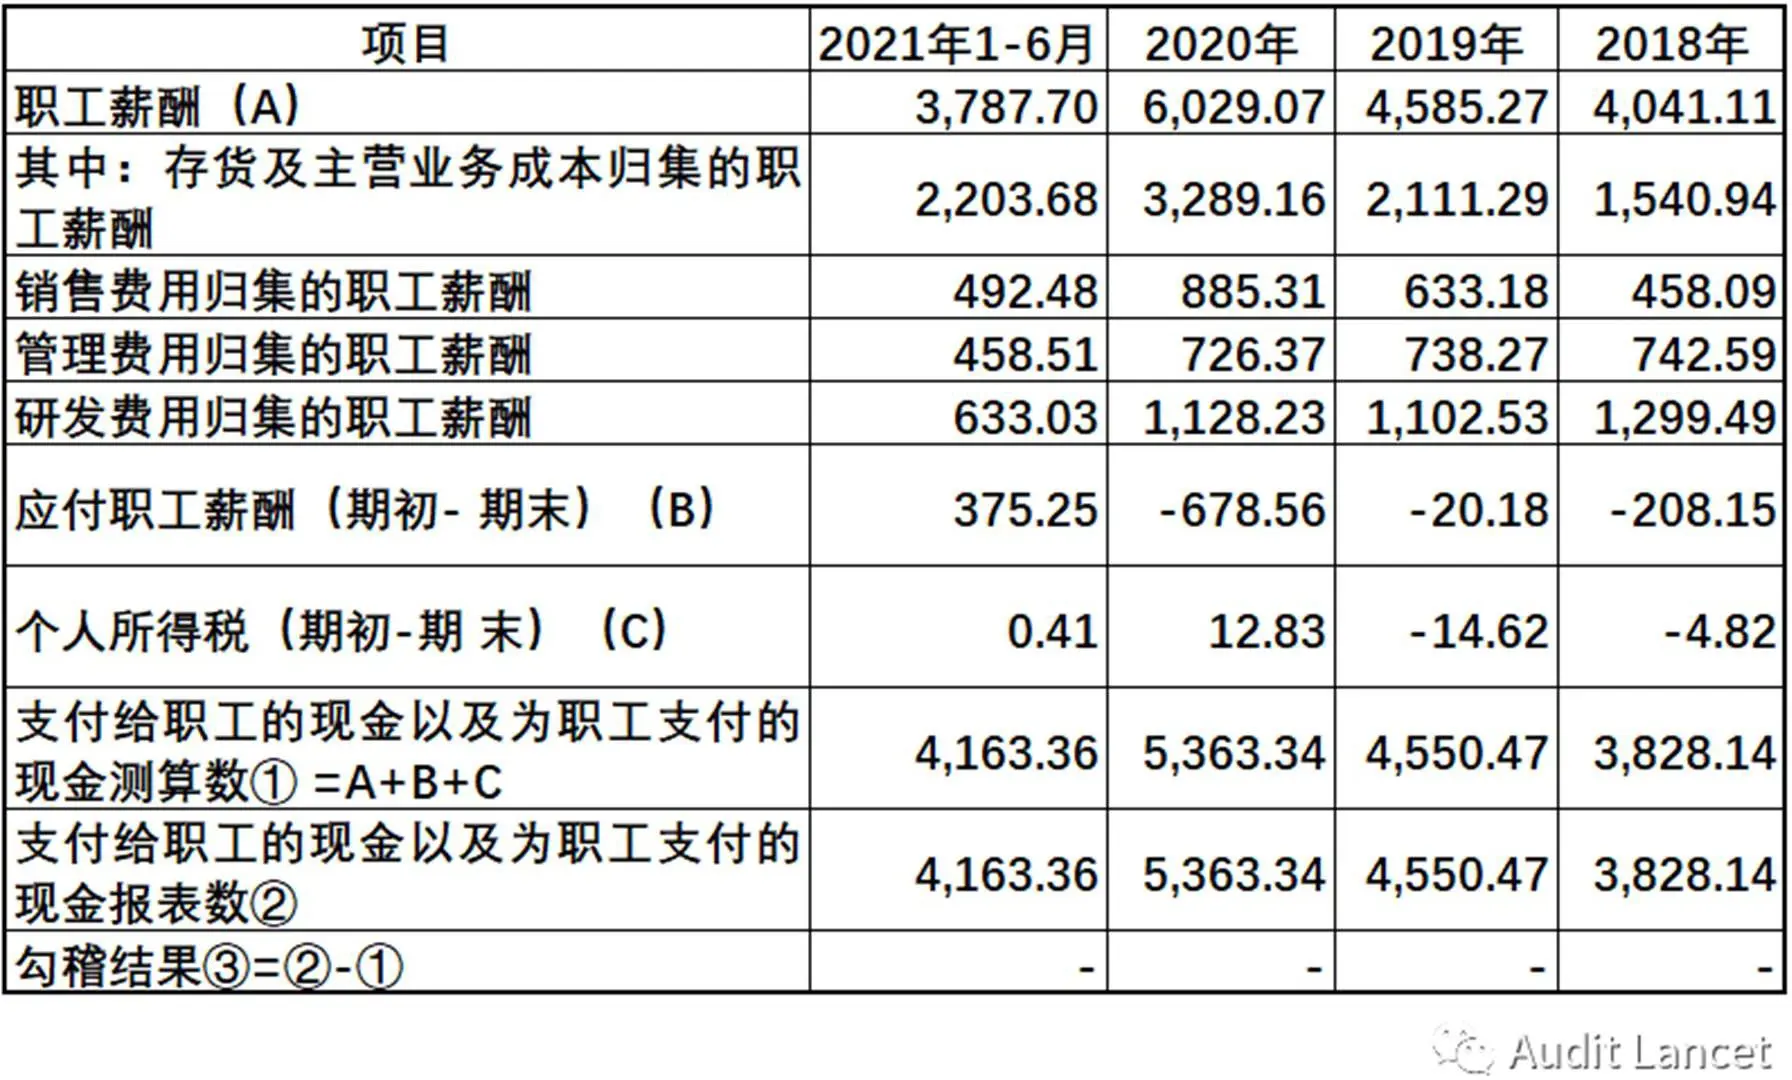 项目 2021年1-6月 2020年 2019年 2018年
职工薪酬（A） 3,787.70 6,029.07 4,585.27 4,041.11
其中：存货及主营业务成本归集的职
工薪酬 2,203.68 3,289.16 2,111.29 1,540.94
销售费用归集的职工薪酬 492.48 885.31 633.18 458.09
管理费用归集的职工薪酬 458.51 726.37 738.27 742.59
研发费用归集的职工薪酬 633.03 1,128.23 1,102.53 1,299.49
应付职工薪酬（期初- 期末）（B） 375.25 -678.56 -20.18 -208.15
个人所得税（期初-期 末）（C） 0.41 12.83 -14.62 -4.82
支付给职工的现金以及为职工支付的
现金测算数① =A+B+C 4,163.36 5,363.34 4,550.47 3,828.14
支付给职工的现金以及为职工支付的
现金报表数② 4,163.36 5,363.34 4,550.47 3,828.14
勾稽结果③=②-① - - - -
Audit Lancet